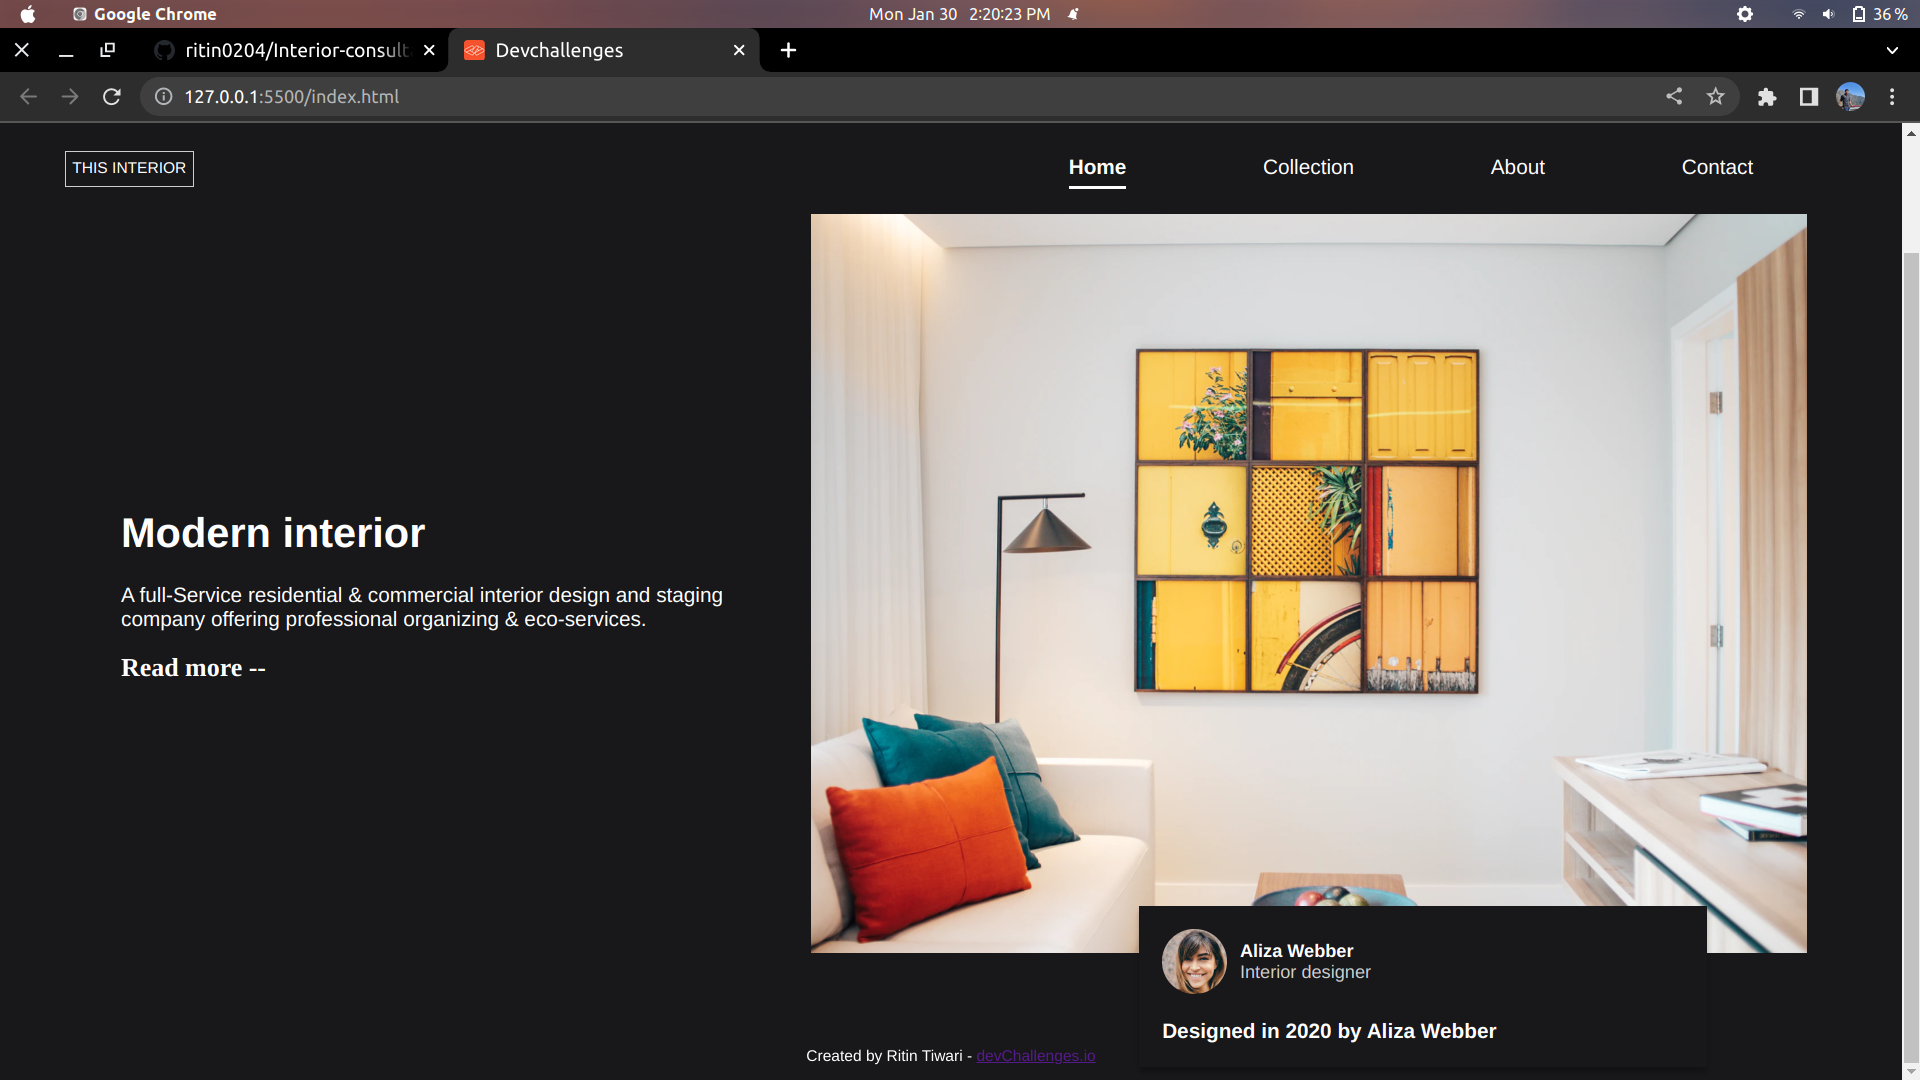 Google Chrome
Mon Jan 30 2:20:23 PM
36 %
ritin0204/Interior-consult
Devchallenges
127.0.0.1:5500/index.html
THIS INTERIOR
Home
Collection
About
Contact
Modern interior
A full-Service residential & commercial interior design and staging
company offering professional organizing & eco-services.
Read more --
Aliza Webber
Interior designer
Designed in 2020 by Aliza Webber
Created by Ritin Tiwari - devChallenges.io